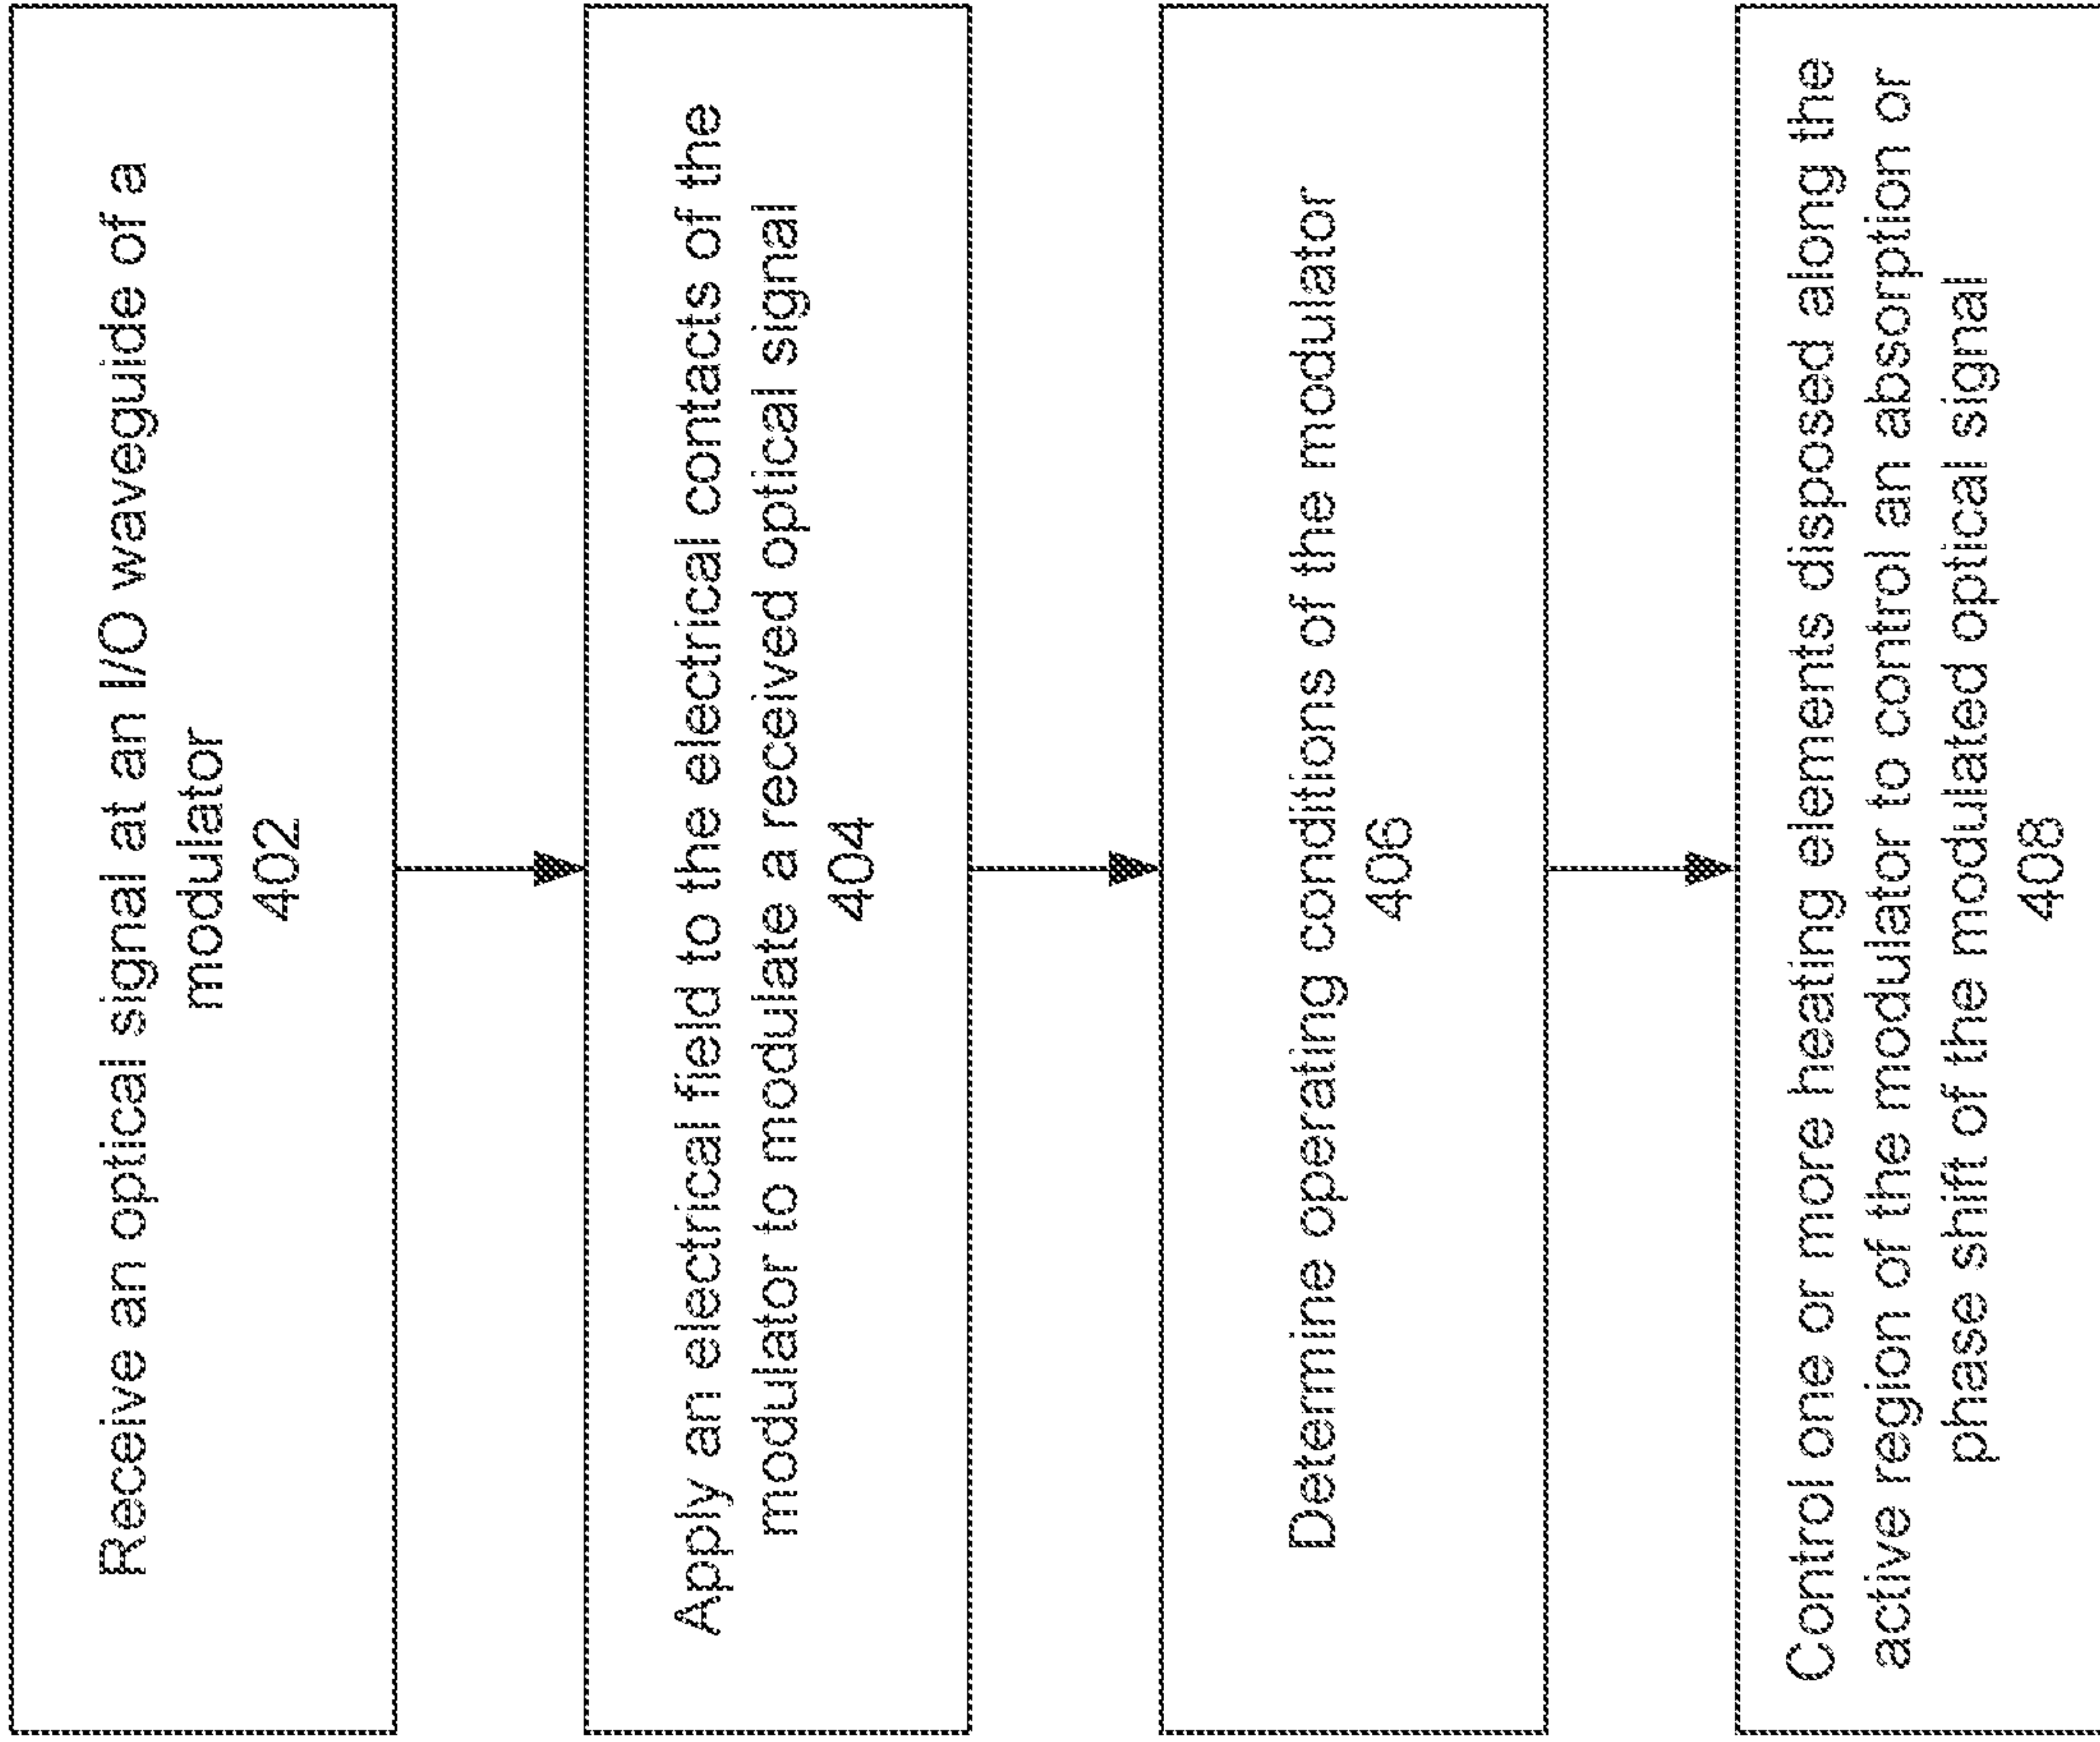 Receive an optical signal at an I/O waveguide of a
modulator
402
Apply an electrical field to the electrical contacts of the
modulator to modulate a received optical signal
404
Determine operating conditions of the modulator
406
Control one or more heating elements disposed along the
active region of the modulator to control an absorption or
phase shift of the modulated optical signal
408